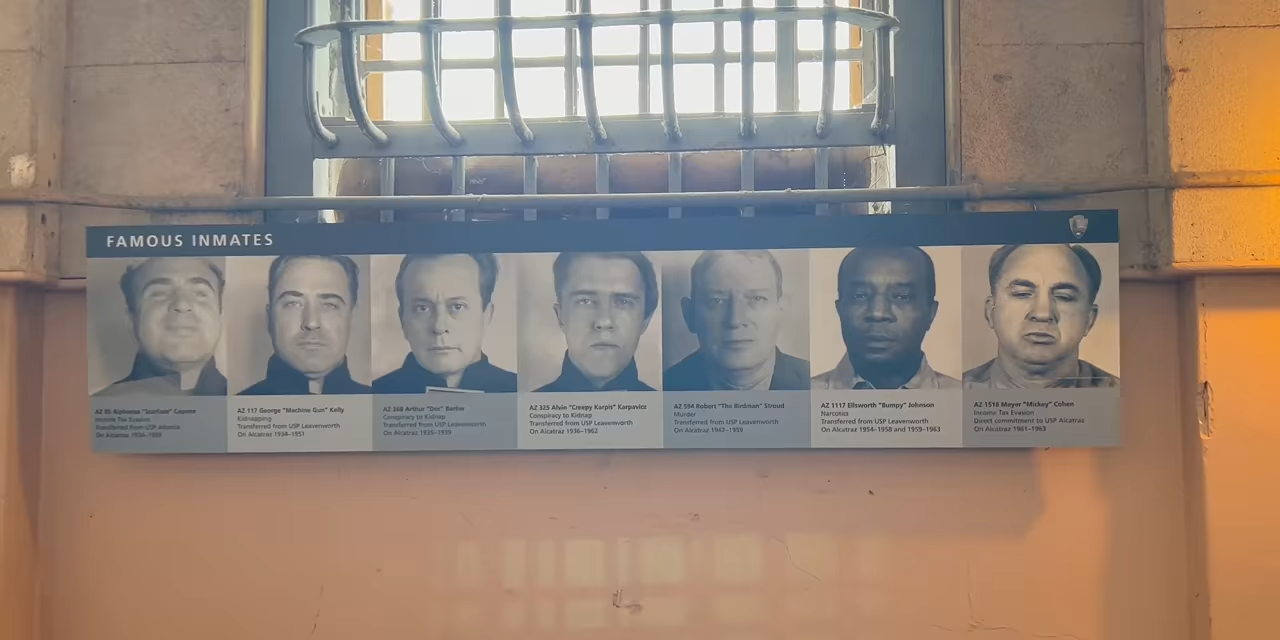 FAMOUS INMATES
AZ 85 Alphonse "Scarface" Capone
Income Tax Evasion
Transferred from USP Atlanta
On Alcatraz 1934–1939
AZ 117 George "Machine Gun" Kelly
Kidnapping
Transferred from USP Leavenworth
On Alcatraz 1934–1951
AZ 268 Arthur "Doc" Barker
Conspiracy to Kidnap
Transferred from USP Leavenworth
On Alcatraz 1935–1939
AZ 325 Alvin "Creepy Karpis" Karpavicz
Conspiracy to Kidnap
Transferred from USP Leavenworth
On Alcatraz 1936–1962
AZ 594 Robert "The Birdman" Stroud
Murder
Transferred from USP Leavenworth
On Alcatraz 1942–1959
AZ 1117 Ellsworth "Bumpy" Johnson
Narcotics
Transferred from USP Leavenworth
On Alcatraz 1954–1958 and 1959–1963
AZ 1518 Meyer "Mickey" Cohen
Income Tax Evasion
Direct commitment to USP Alcatraz
On Alcatraz 1961–1963